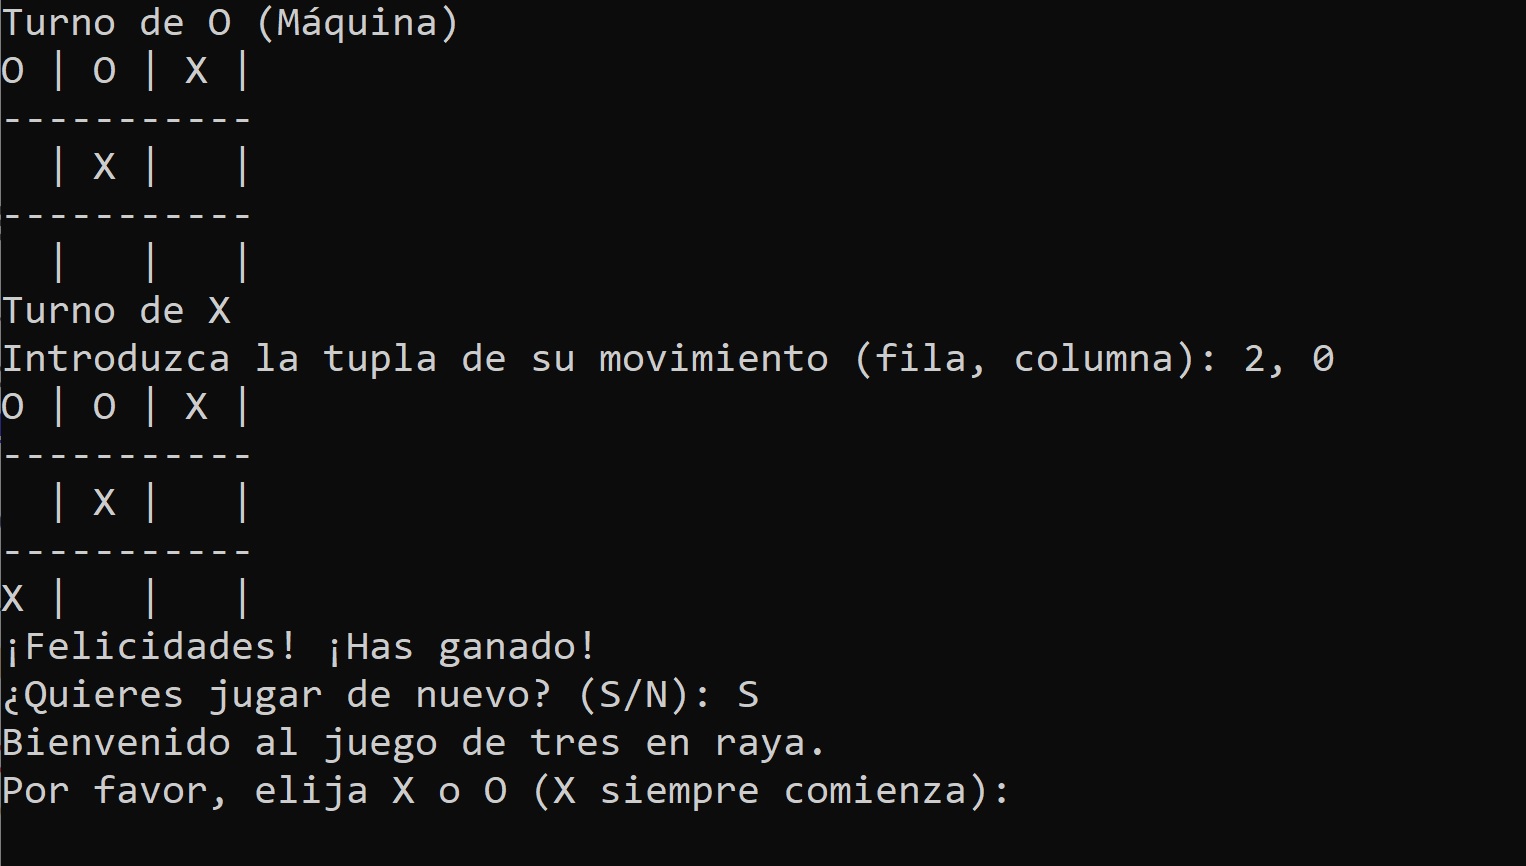 Turno de O (Máquina)
O | O | X |
-----------
  | X |   |
-----------
  |   |   |
Turno de X
Introduzca la tupla de su movimiento (fila, columna): 2, 0
O | O | X |
-----------
  | X |   |
-----------
X |   |   |
¡Felicidades! ¡Has ganado!
¿Quieres jugar de nuevo? (S/N): S
Bienvenido al juego de tres en raya.
Por favor, elija X o O (X siempre comienza):